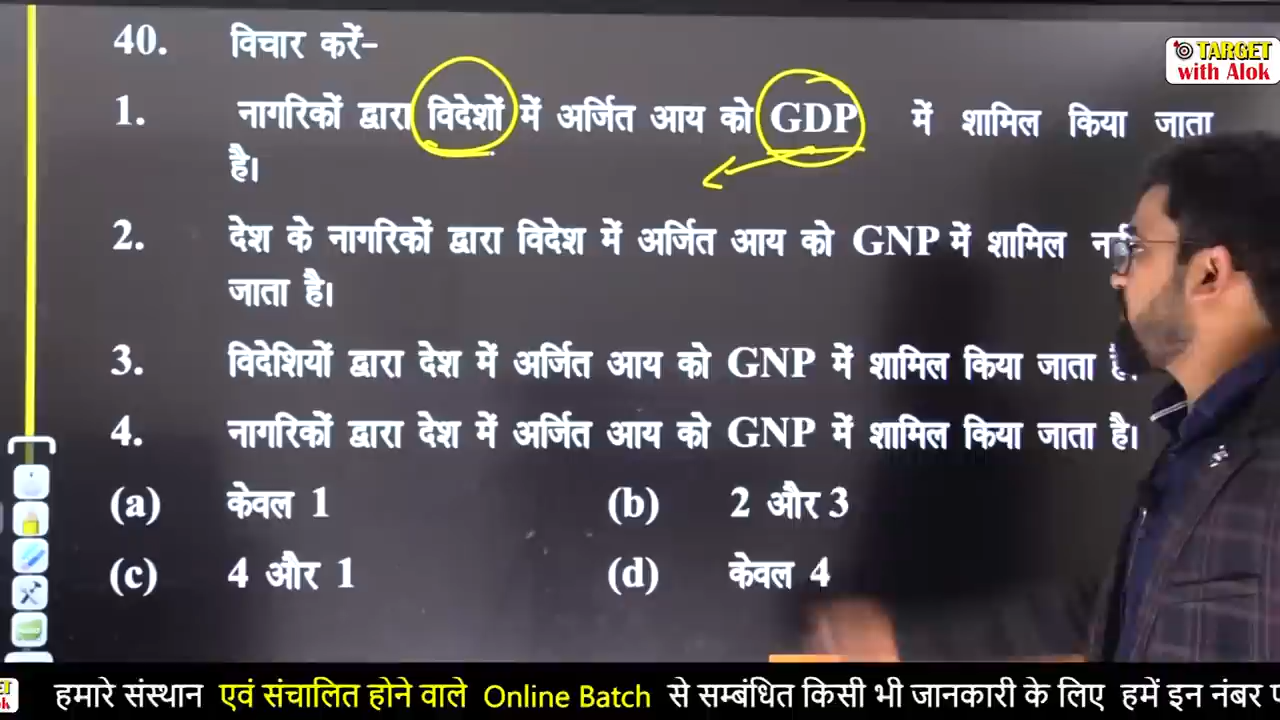 40. विचार करें-
TARGET
with Alok
1. नागरिकों द्वारा विदेशों में अर्जित आय को GDP में शामिल किया जाता
है।
2. देश के नागरिकों द्वारा विदेश में अर्जित आय को GNP में शामिल
जाता है।
3. विदेशियों द्वारा देश में अर्जित आय को GNP में शामिल किया जाता
4. नागरिकों द्वारा देश में अर्जित आय को GNP में शामिल किया जाता है।
(a) केवल 1 (b) 2 और 3
(c) 4 और 1 (d) केवल 4
हमारे संस्थान एवं संचालित होने वाले Online Batch से सम्बंधित किसी भी जानकारी के लिए हमें इन नंबर